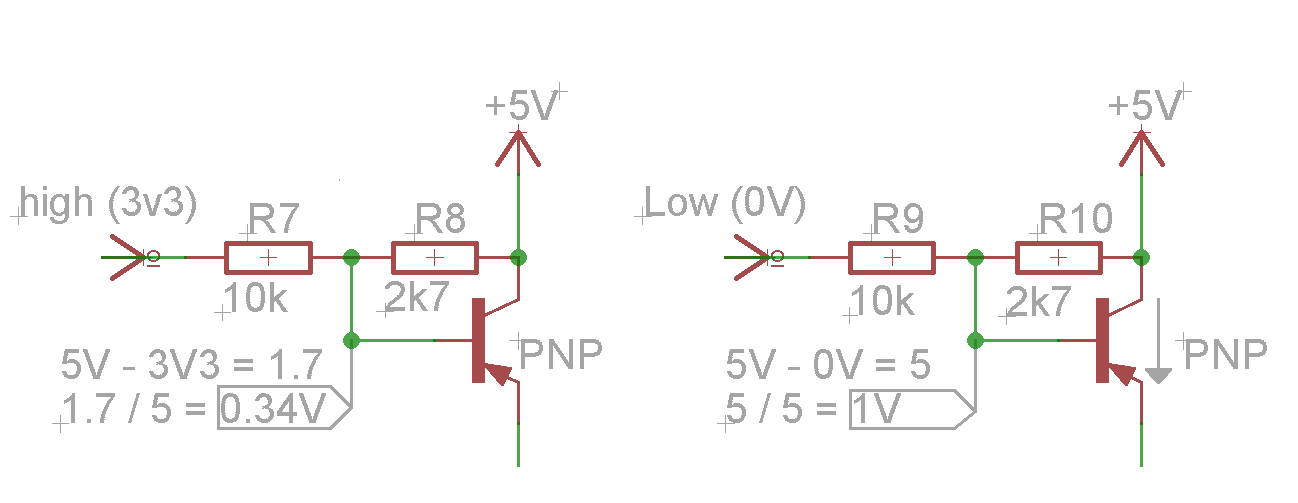 +5V
high (3v3)
R7
R8
10k
2k7
PNP
5V - 3V3 = 1.7
1.7 / 5 = 0.34V
+5V
Low (0V)
R9
R10
10k
2k7
PNP
5V - 0V = 5
5 / 5 = 1V